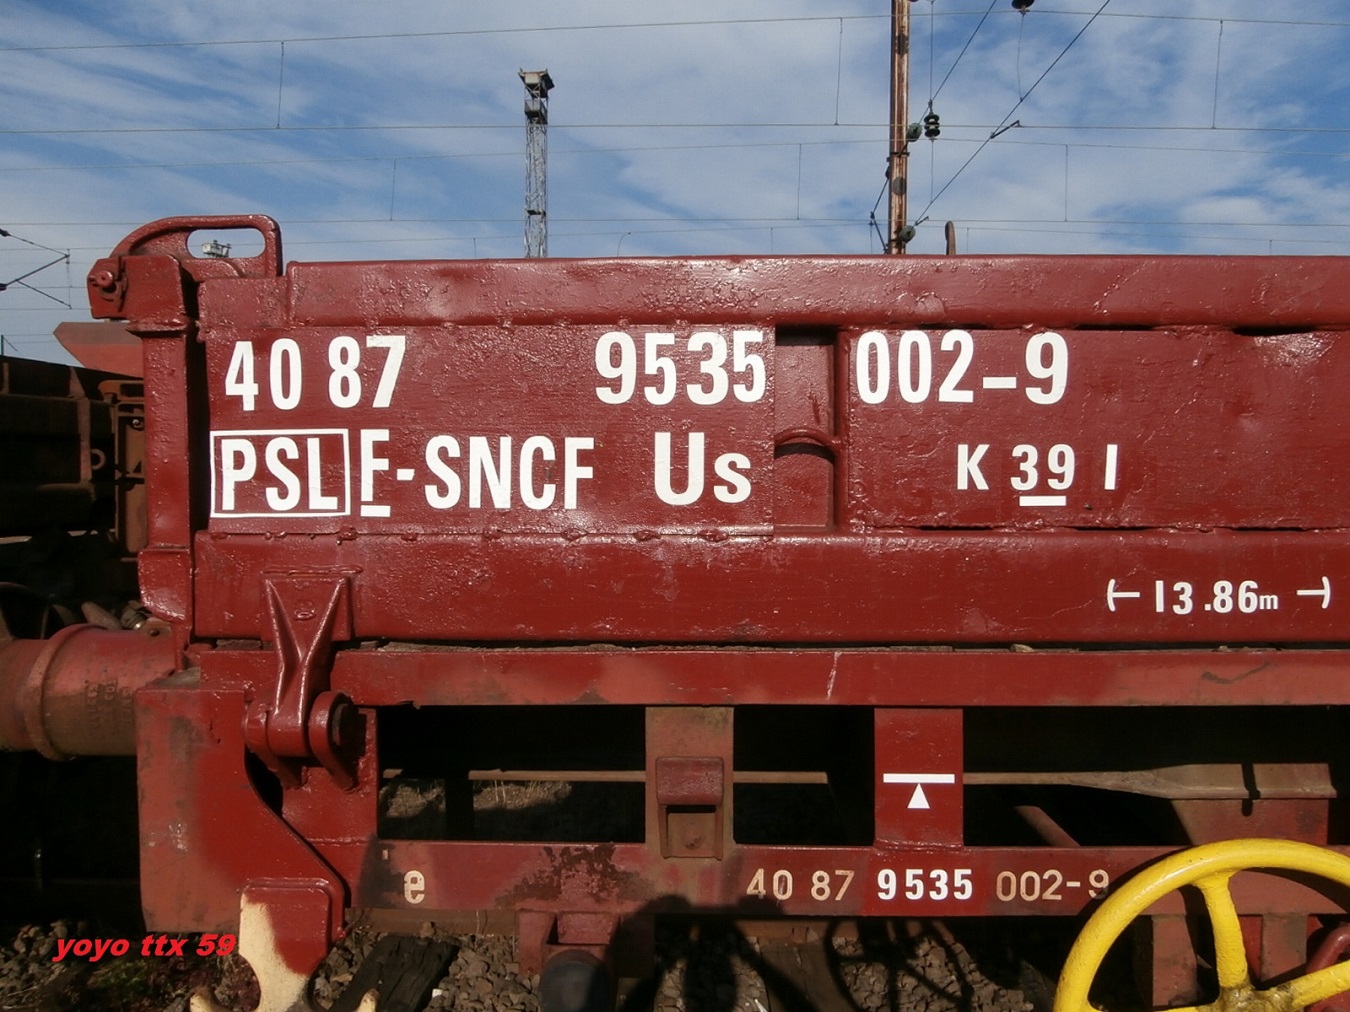 40 87 9535 002-9
PSL F-SNCF Us K 39 I
13.86m
e 40 87 9535 002-9
yoyo ttx 59